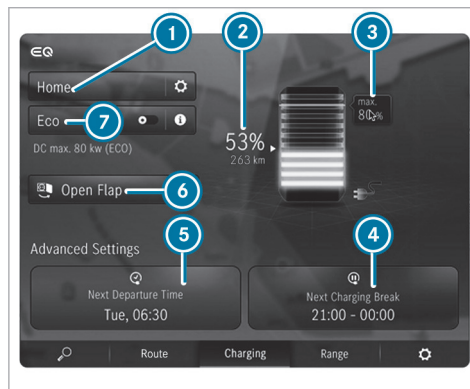 1
2
3
EQ
Home
max.
80 %
Eco
7
53%
263 km
DC max. 80 kw (ECO)
Open Flap
6
Advanced Settings
5
4
Next Departure Time
Tue, 06:30
Next Charging Break
21:00 - 00:00
Route
Charging
Range